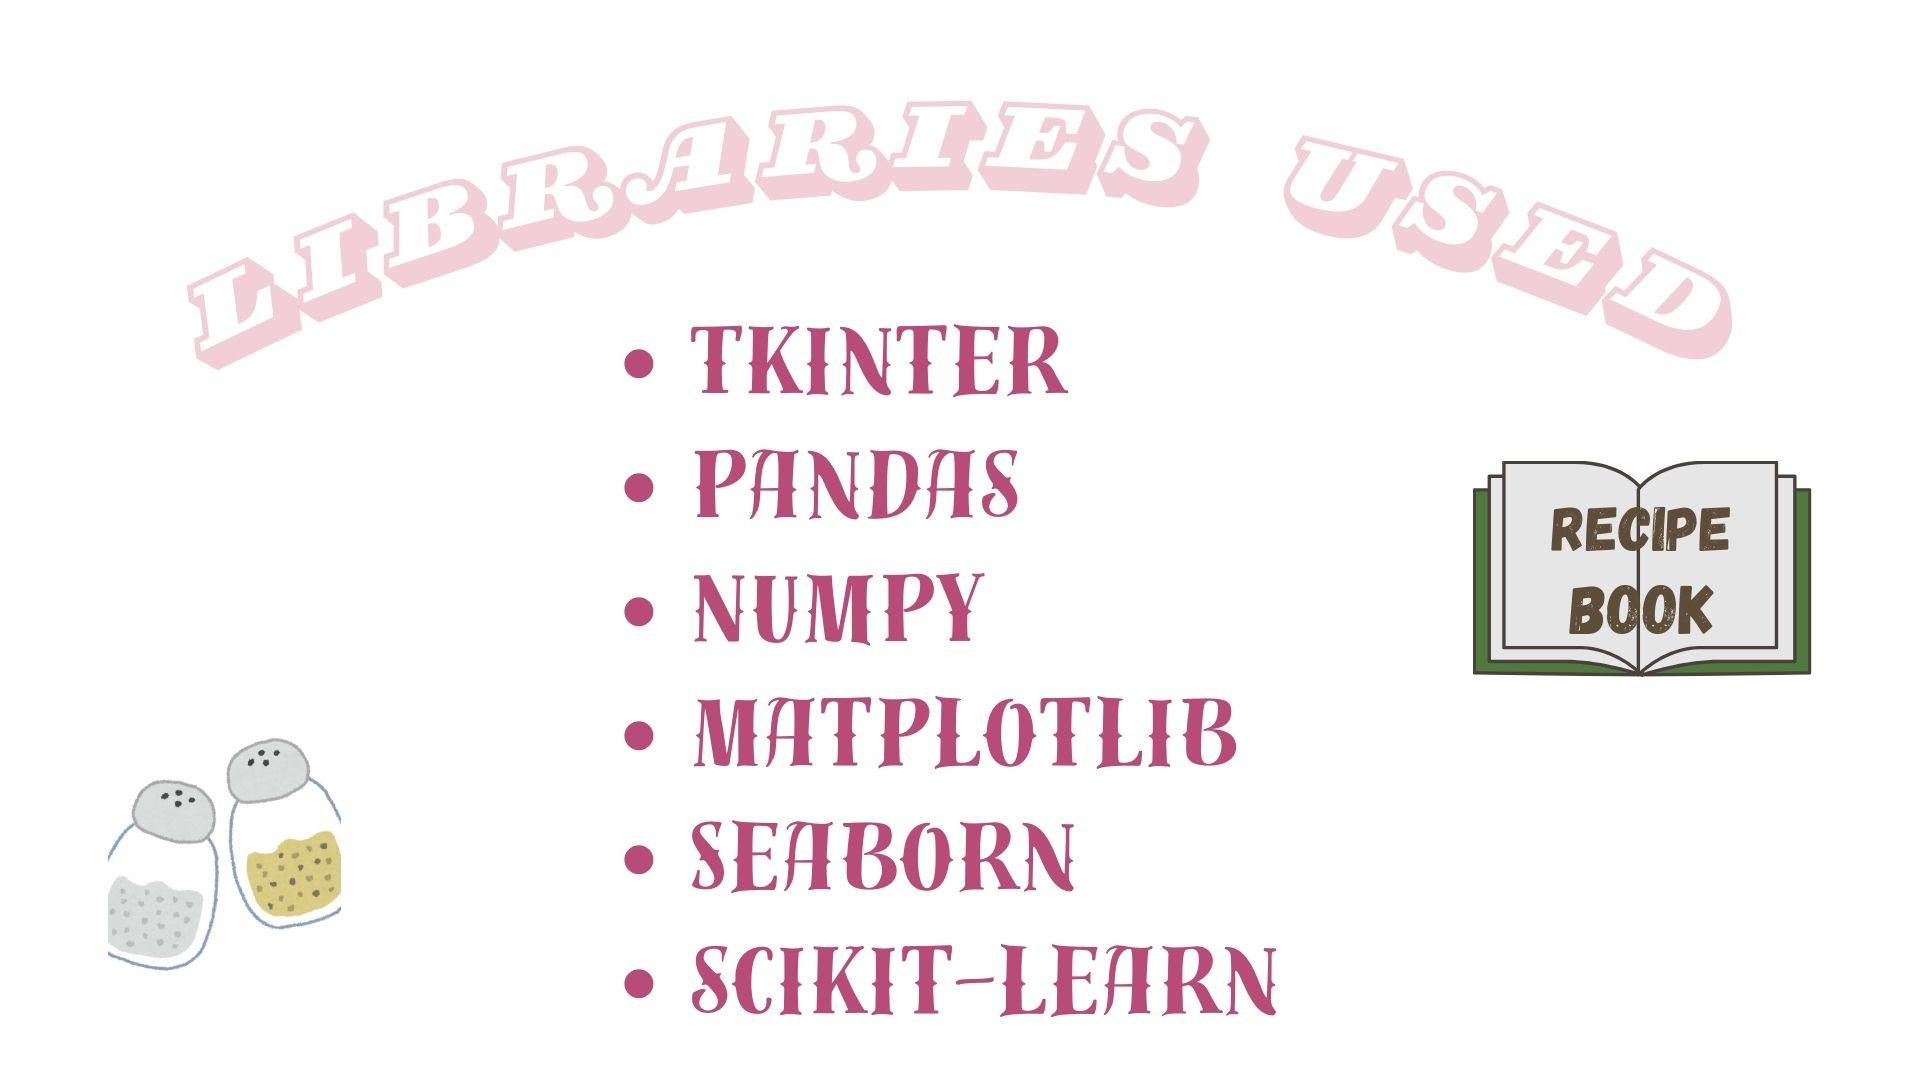 LIBRARIES USED
• TKINTER
• PANDAS
• NUMPY
• MATPLOTLIB
• SEABORN
• SCIKIT-LEARN
RECIPE
BOOK